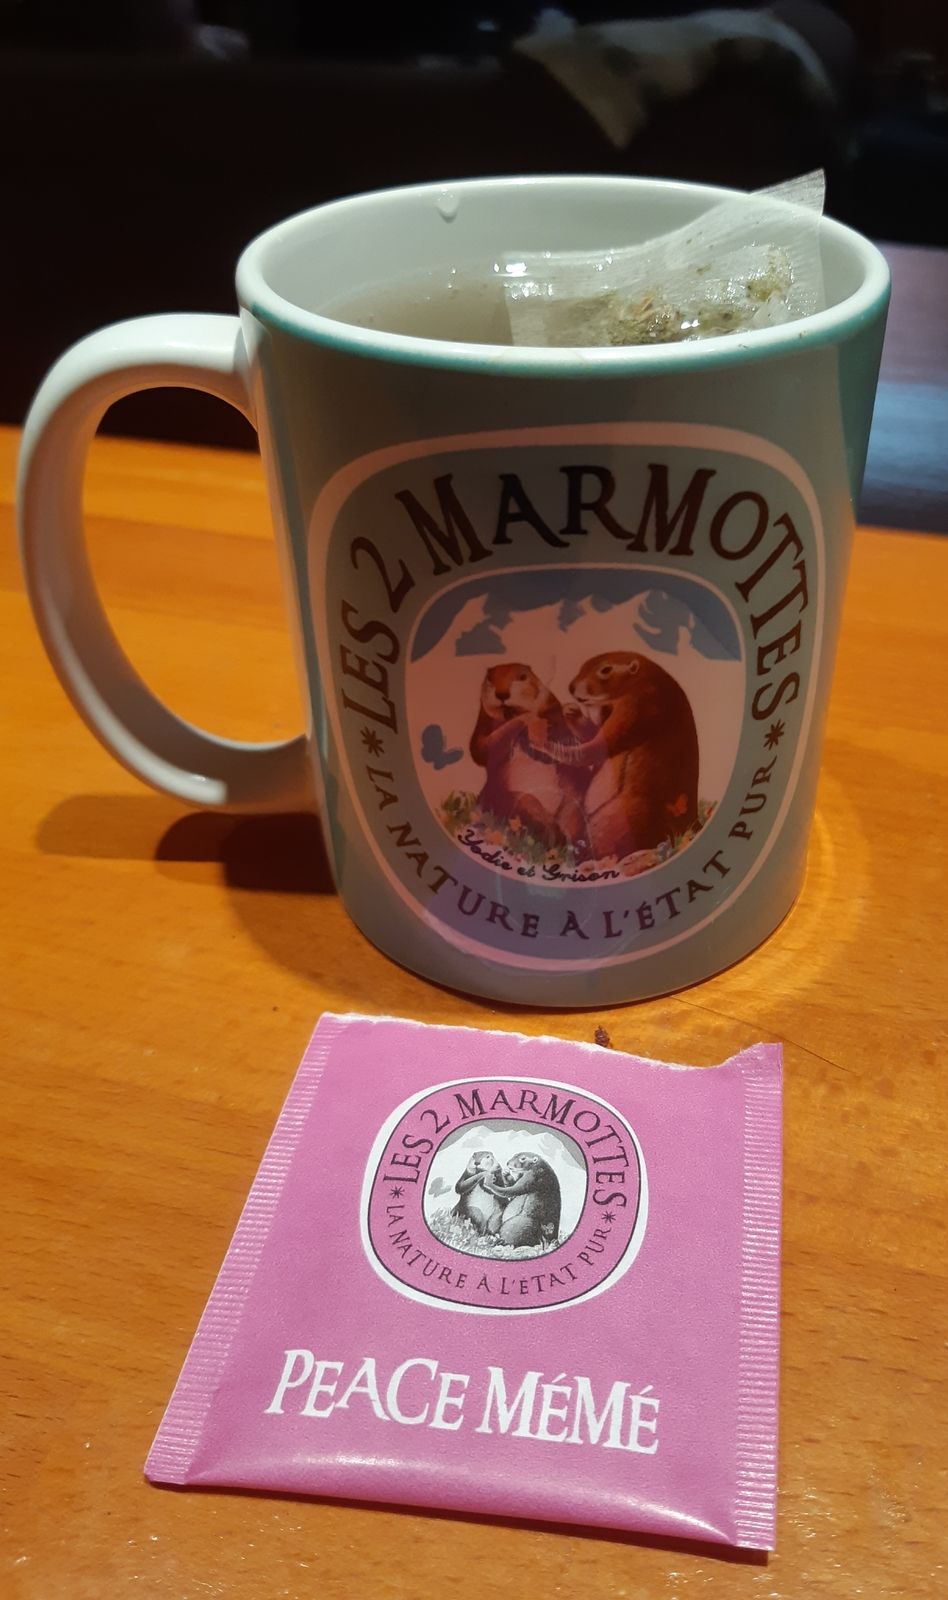 LES 2 MARMOTTES
Yodie et Grison
* LA NATURE À L'ÉTAT PUR *
LES 2 MARMOTTES
* LA NATURE À L'ÉTAT PUR *
PEACE MÉMÉ